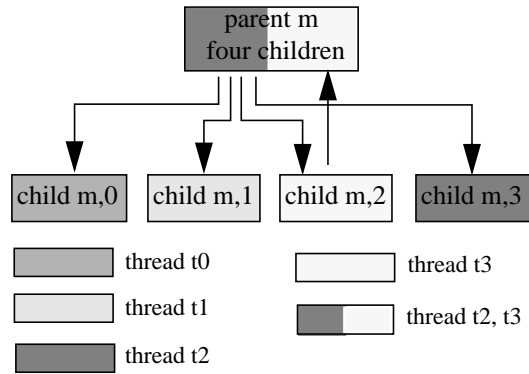 parent m
four children
child m,0
child m,1
child m,2
child m,3
thread t0
thread t3
thread t1
thread t2, t3
thread t2